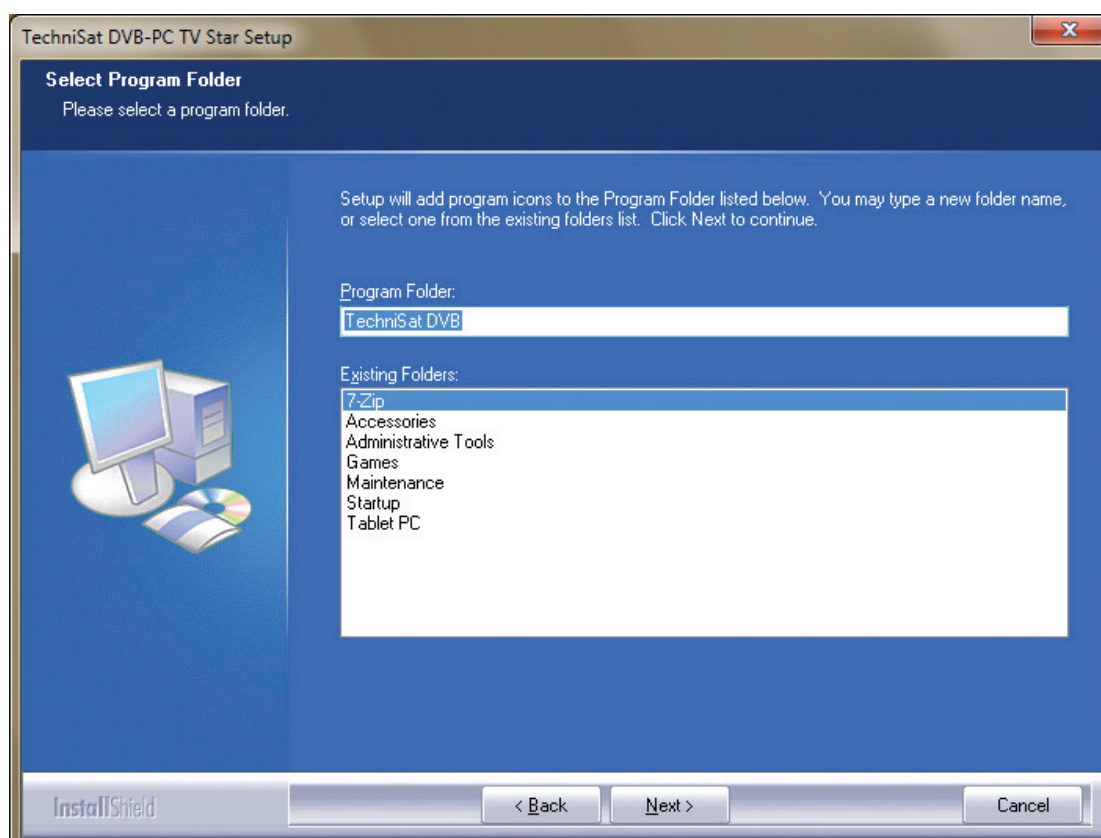 TechniSat DVB-PC TV Star Setup
Select Program Folder
Please select a program folder.
Setup will add program icons to the Program Folder listed below. You may type a new folder name,
or select one from the existing folders list. Click Next to continue.
Program Folder:
TechniSat DVB
Existing Folders:
7-Zip
Accessories
Administrative Tools
Games
Maintenance
Startup
Tablet PC
InstallShield
< Back
Next >
Cancel